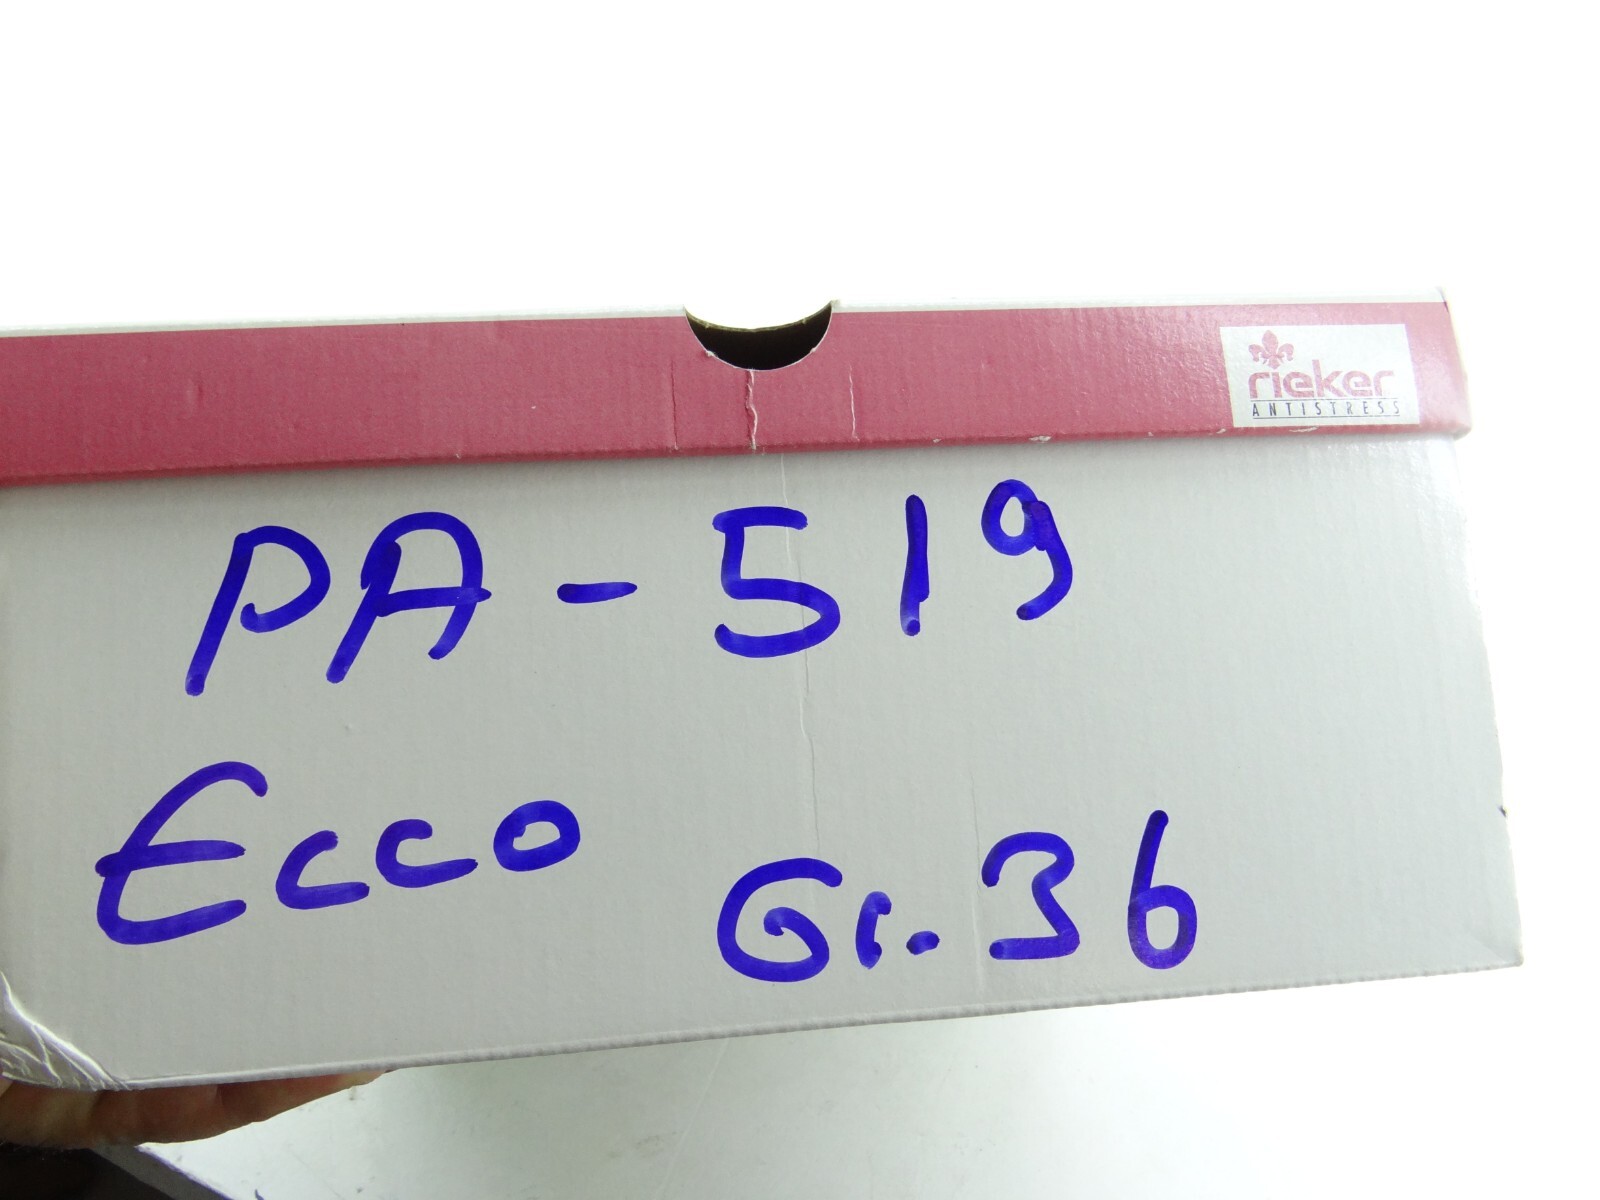 rieker
ANTISTRESS
PA-519
Ecco
Gr. 36